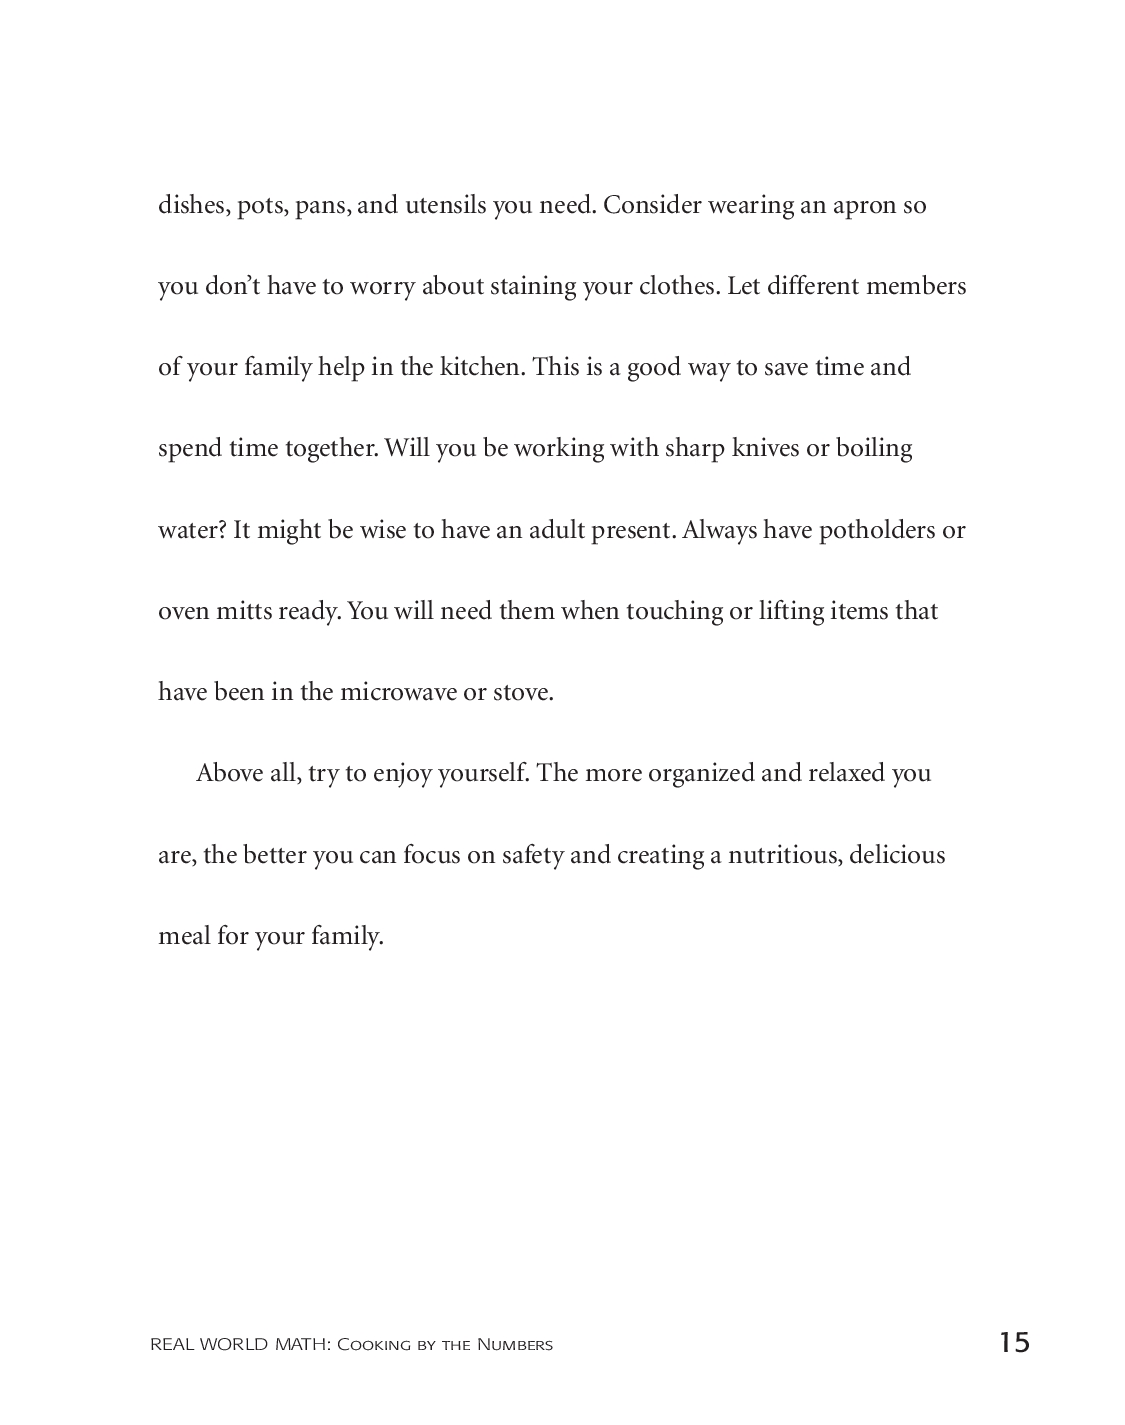 dishes, pots, pans, and utensils you need. Consider wearing an apron so
you don’t have to worry about staining your clothes. Let different members
of your family help in the kitchen. This is a good way to save time and
spend time together. Will you be working with sharp knives or boiling
water? It might be wise to have an adult present. Always have potholders or
oven mitts ready. You will need them when touching or lifting items that
have been in the microwave or stove.
Above all, try to enjoy yourself. The more organized and relaxed you
are, the better you can focus on safety and creating a nutritious, delicious
meal for your family.
REAL WORLD MATH: Cooking by the Numbers 15